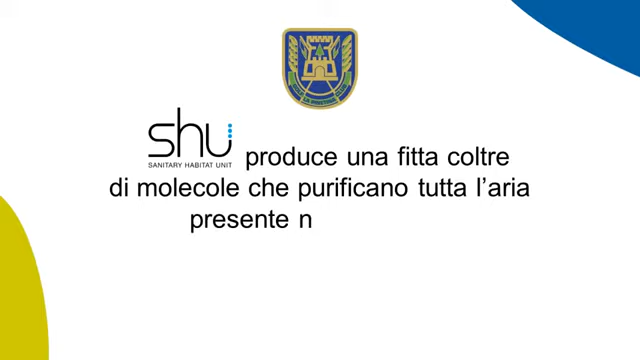 shu
SANITARY HABITAT UNIT
produce una fitta coltre
di molecole che purificano tutta l'aria
presente n